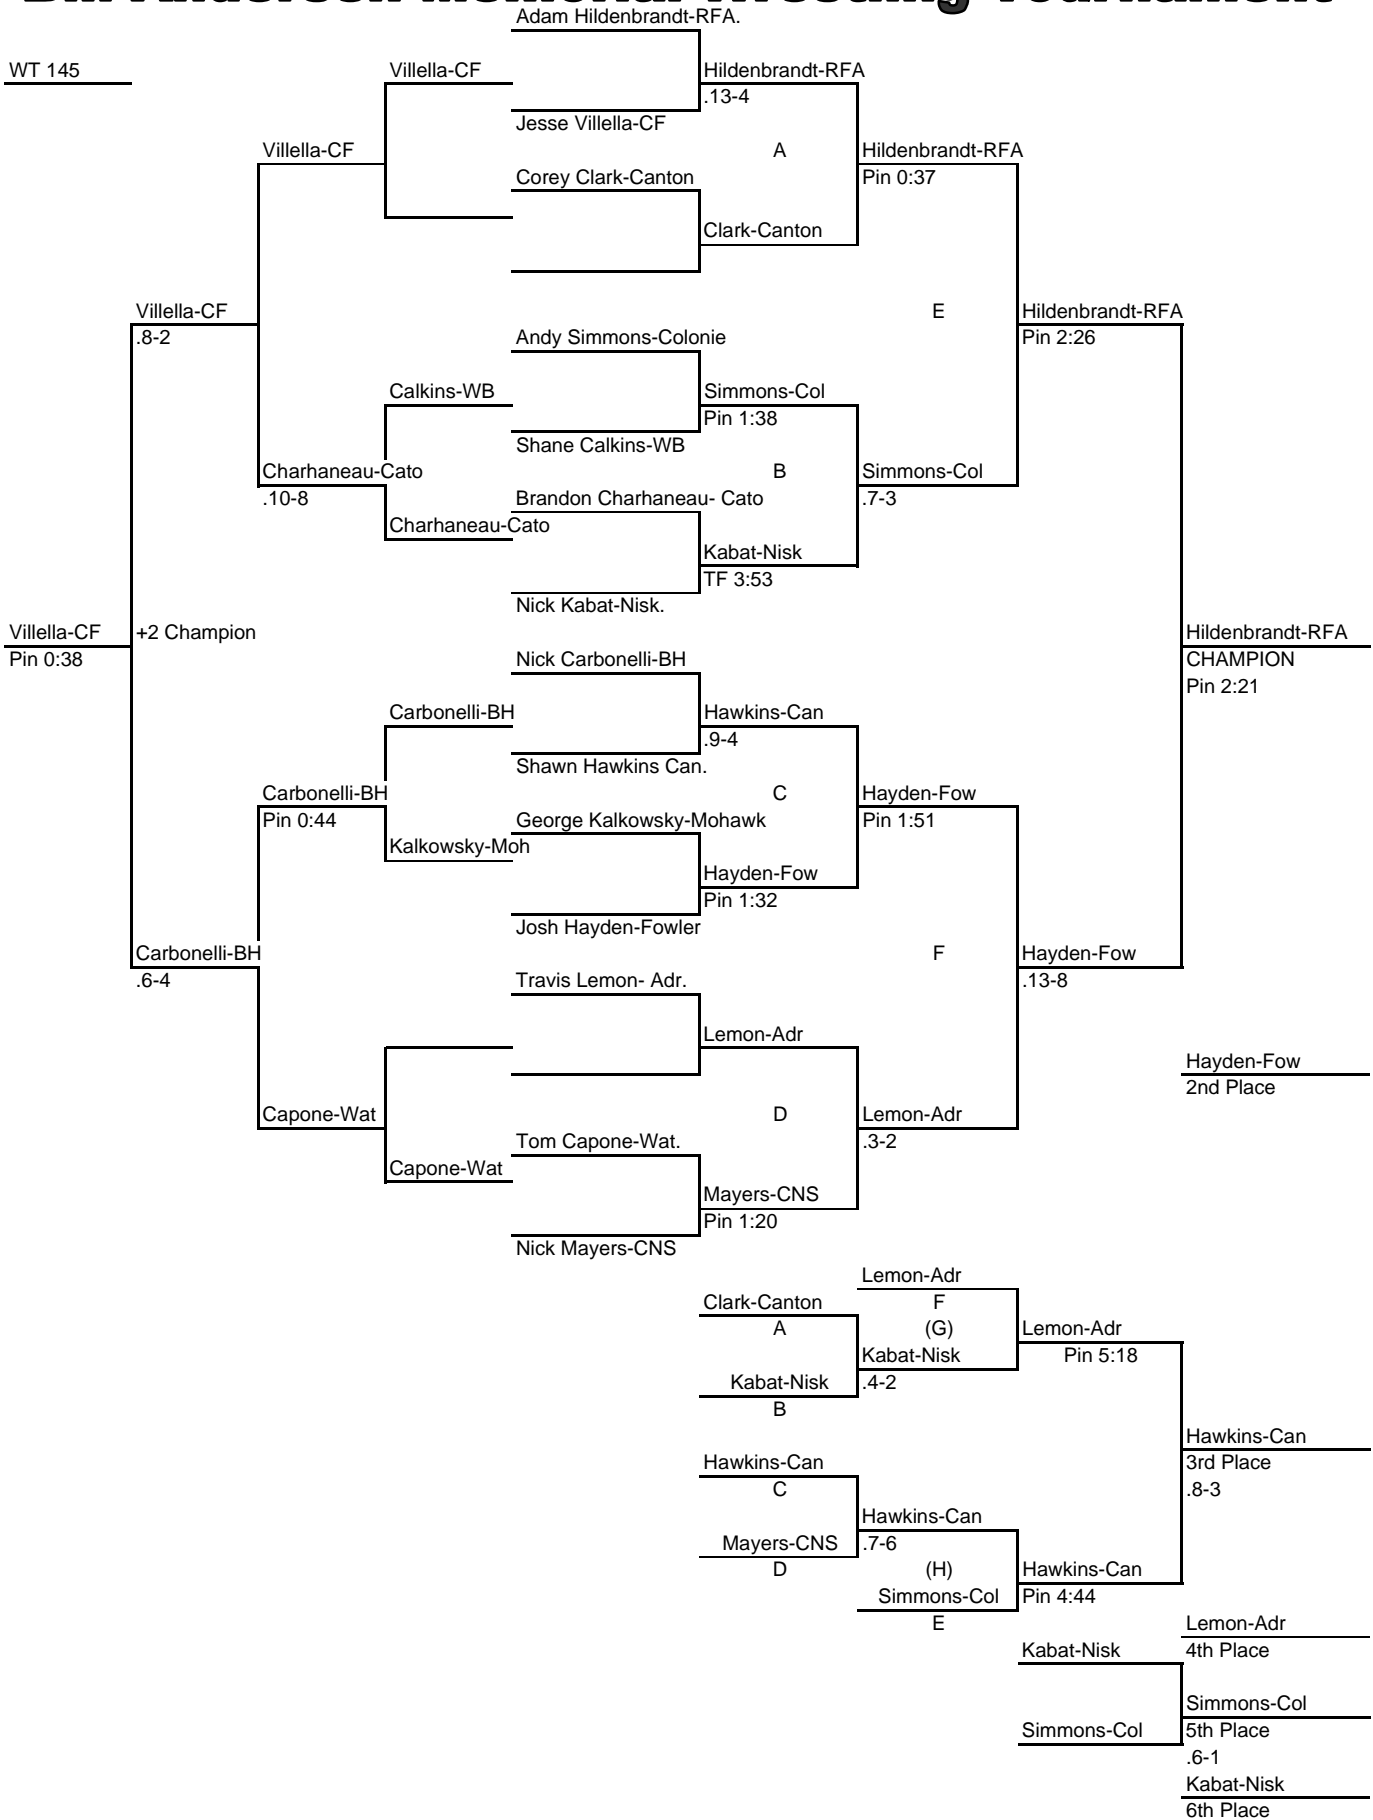 Adam Hildenbrandt-RFA.
WT 145
Villella-CF
Hildenbrandt-RFA
.13-4
Jesse Villella-CF
Villella-CF
A
Hildenbrandt-RFA
Pin 0:37
Corey Clark-Canton
Clark-Canton
Villella-CF
.8-2
E
Hildenbrandt-RFA
Pin 2:26
Andy Simmons-Colonie
Calkins-WB
Simmons-Col
Pin 1:38
Shane Calkins-WB
Charhaneau-Cato
.10-8
B
Simmons-Col
.7-3
Brandon Charhaneau- Cato
Charhaneau-Cato
Kabat-Nisk
TF 3:53
Nick Kabat-Nisk.
Villella-CF
Pin 0:38
+2 Champion
Hildenbrandt-RFA
CHAMPION
Pin 2:21
Nick Carbonelli-BH
Carbonelli-BH
Hawkins-Can
.9-4
Shawn Hawkins Can.
Carbonelli-BH
Pin 0:44
C
Hayden-Fow
Pin 1:51
George Kalkowsky-Mohawk
Kalkowsky-Moh
Hayden-Fow
Pin 1:32
Josh Hayden-Fowler
Carbonelli-BH
.6-4
F
Hayden-Fow
.13-8
Travis Lemon- Adr.
Lemon-Adr
Hayden-Fow
2nd Place
Capone-Wat
D
Lemon-Adr
.3-2
Tom Capone-Wat.
Capone-Wat
Mayers-CNS
Pin 1:20
Nick Mayers-CNS
Lemon-Adr
F
Clark-Canton
A
(G)
Lemon-Adr
Pin 5:18
Kabat-Nisk
.4-2
Kabat-Nisk
B
Hawkins-Can
3rd Place
.8-3
Hawkins-Can
C
Hawkins-Can
.7-6
Mayers-CNS
D
(H)
Hawkins-Can
Pin 4:44
Simmons-Col
E
Lemon-Adr
4th Place
Kabat-Nisk
Simmons-Col
5th Place
.6-1
Simmons-Col
Kabat-Nisk
6th Place